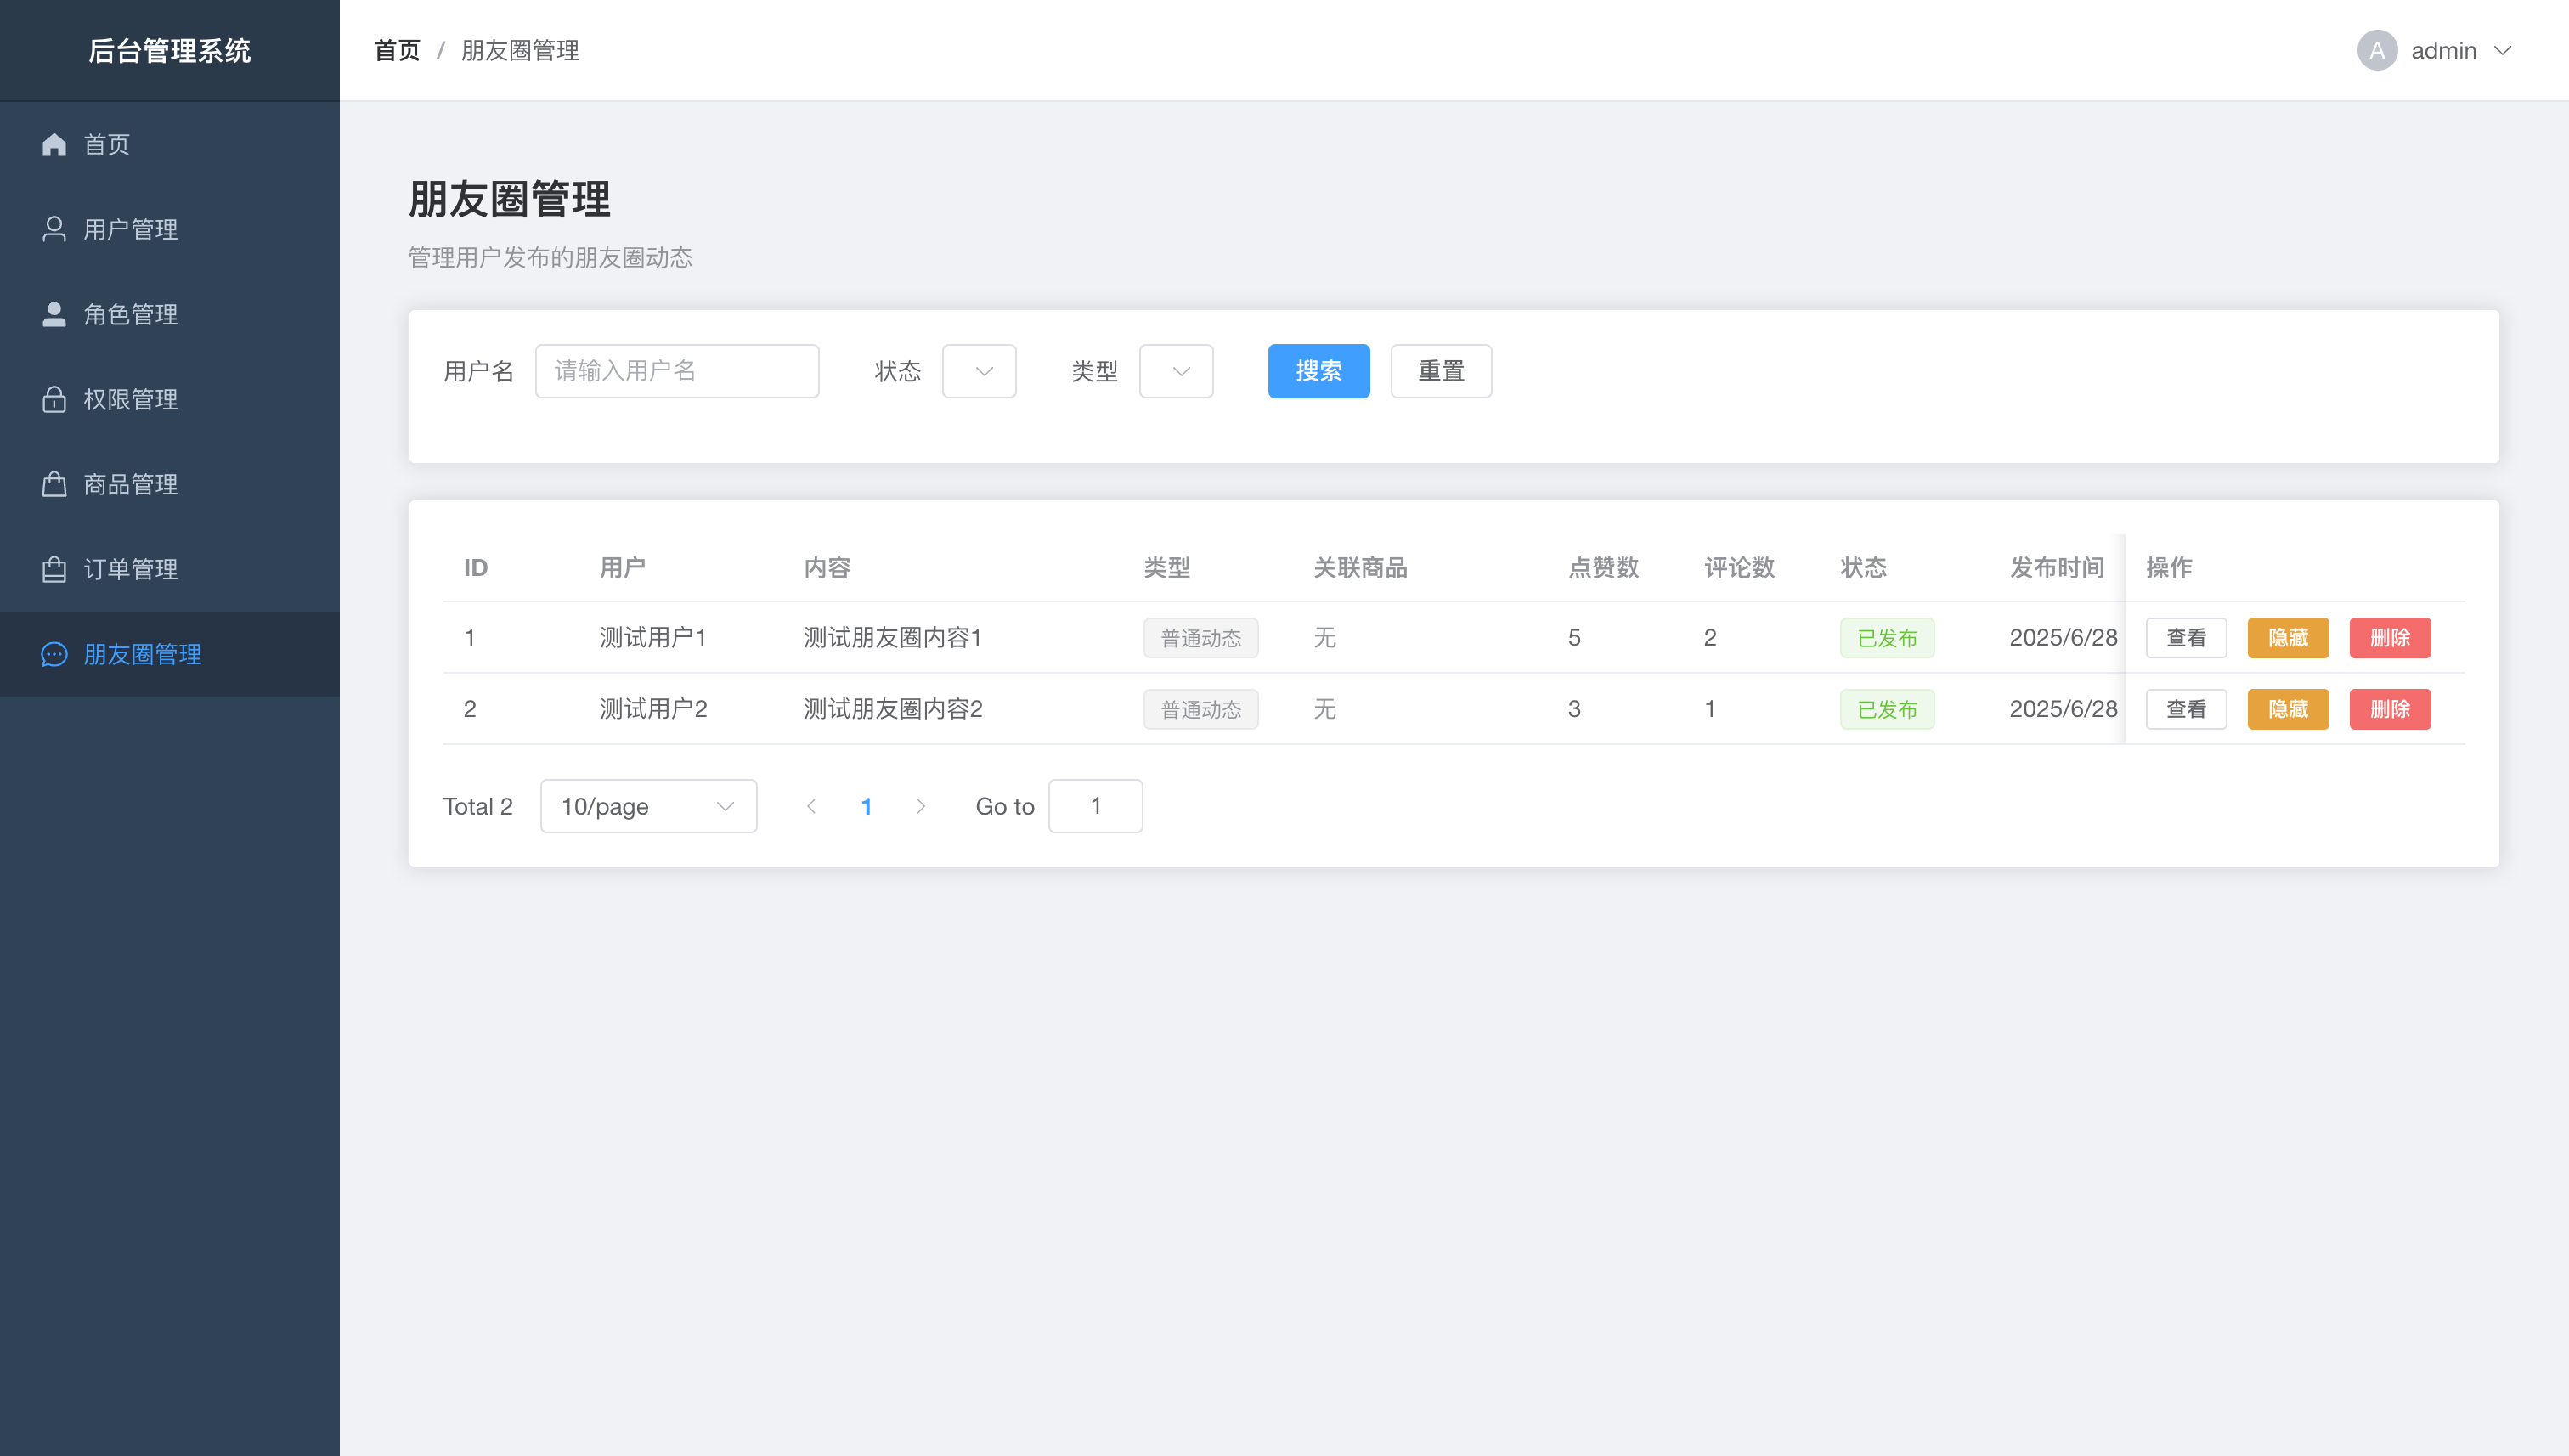 后台管理系统
首页
用户管理
角色管理
权限管理
商品管理
订单管理
朋友圈管理
首页 / 朋友圈管理
A admin
朋友圈管理
管理用户发布的朋友圈动态
用户名 请输入用户名 状态 类型 搜索 重置
ID 用户 内容 类型 关联商品 点赞数 评论数 状态 发布时间 操作
1 测试用户1 测试朋友圈内容1 普通动态 无 5 2 已发布 2025/6/28 查看 隐藏 删除
2 测试用户2 测试朋友圈内容2 普通动态 无 3 1 已发布 2025/6/28 查看 隐藏 删除
Total 2 10/page 1 Go to 1